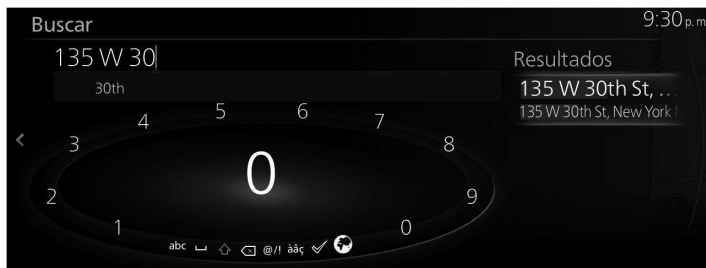 Buscar
9:30 p. m
135 W 30
30th
Resultados
135 W 30th St, ...
135 W 30th St, New York N
5 6
4 7
3 8
0
2 9
1 0
abc @/! àâç